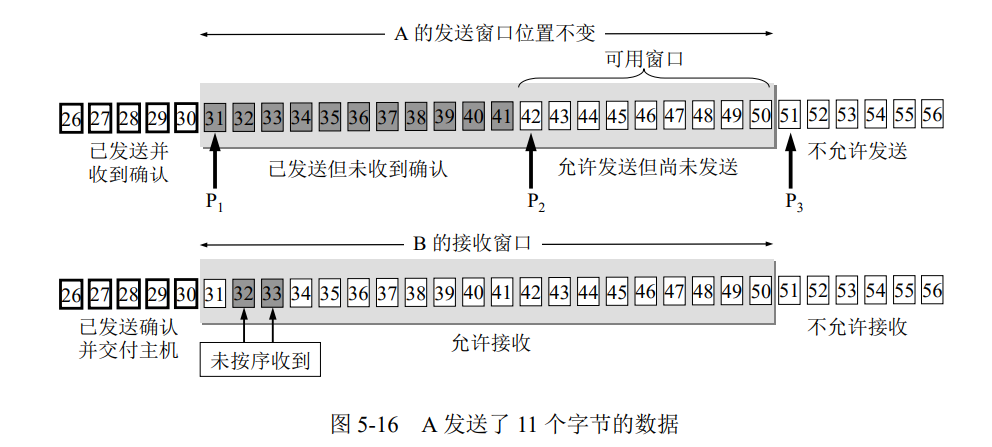 A 的发送窗口位置不变
可用窗口
26 27 28 29 30 31 32 33 34 35 36 37 38 39 40 41 42 43 44 45 46 47 48 49 50 51 52 53 54 55 56
已发送并
收到确认
已发送但未收到确认
允许发送但尚未发送
不允许发送
P1
P2
P3
B 的接收窗口
26 27 28 29 30 31 32 33 34 35 36 37 38 39 40 41 42 43 44 45 46 47 48 49 50 51 52 53 54 55 56
已发送确认
并交付主机
未按序收到
允许接收
不允许接收
图 5-16 A 发送了 11 个字节的数据